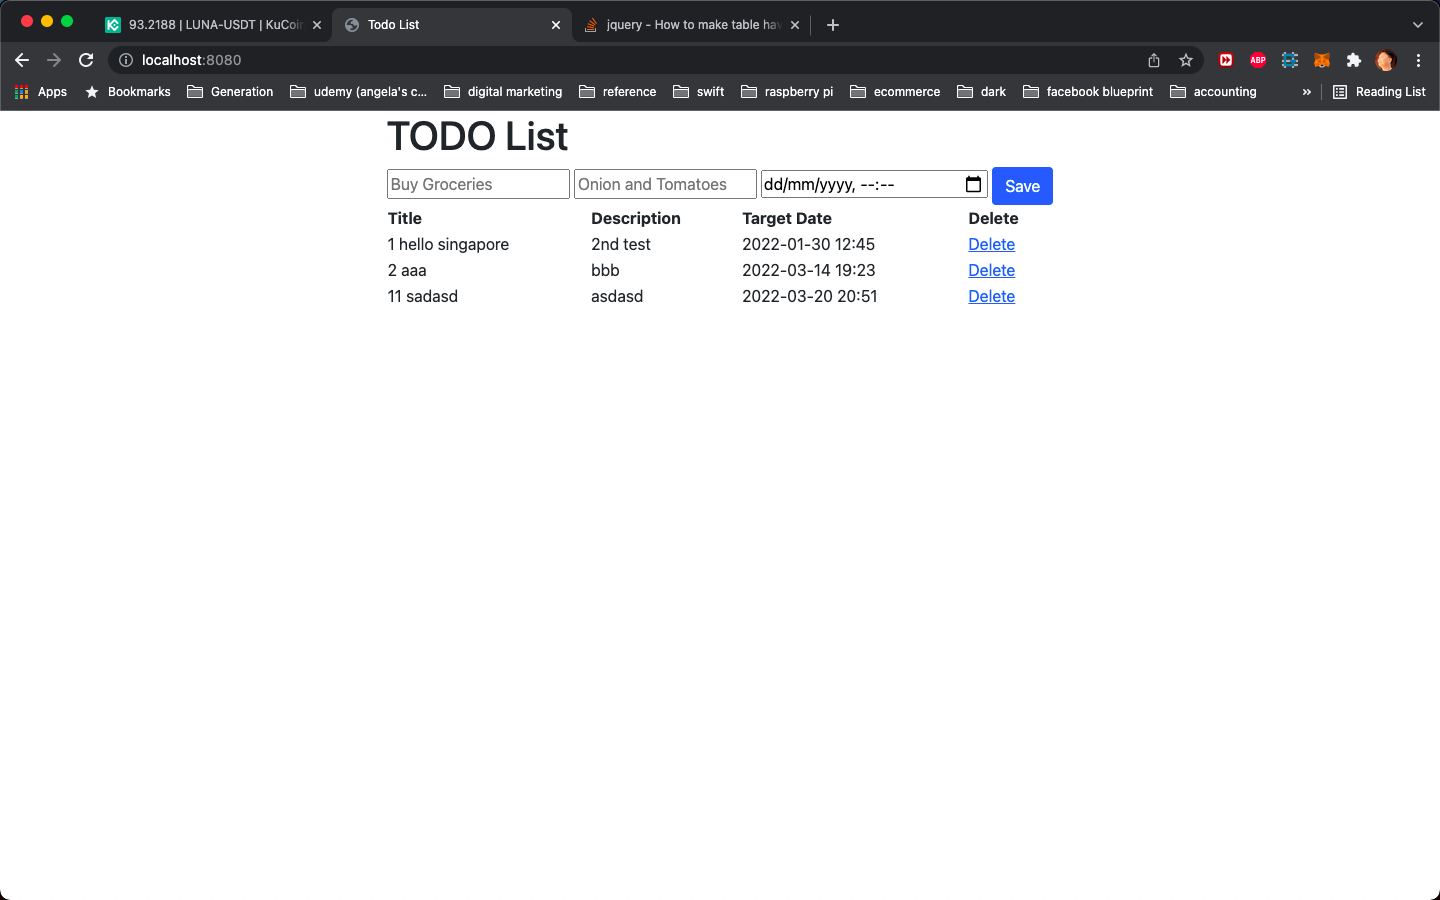 93.2188 | LUNA-USDT | KuCoin
Todo List
jquery - How to make table hav
localhost:8080
ABP
Apps
Bookmarks
Generation
udemy (angela's c...
digital marketing
reference
swift
raspberry pi
ecommerce
dark
facebook blueprint
accounting
»
Reading List
TODO List
Buy Groceries
Onion and Tomatoes
dd/mm/yyyy, --:--
Save
Title Description Target Date Delete
1 hello singapore 2nd test 2022-01-30 12:45 Delete
2 aaa bbb 2022-03-14 19:23 Delete
11 sadasd asdasd 2022-03-20 20:51 Delete